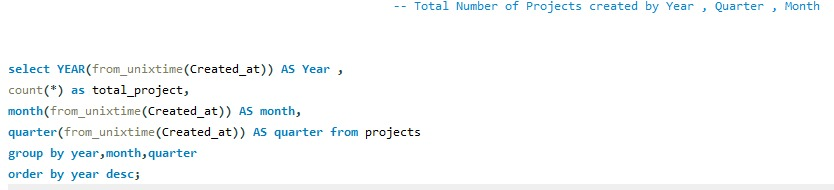 -- Total Number of Projects created by Year , Quarter , Month
select YEAR(from_unixtime(Created_at)) AS Year ,
count(*) as total_project,
month(from_unixtime(Created_at)) AS month,
quarter(from_unixtime(Created_at)) AS quarter from projects
group by year,month,quarter
order by year desc;